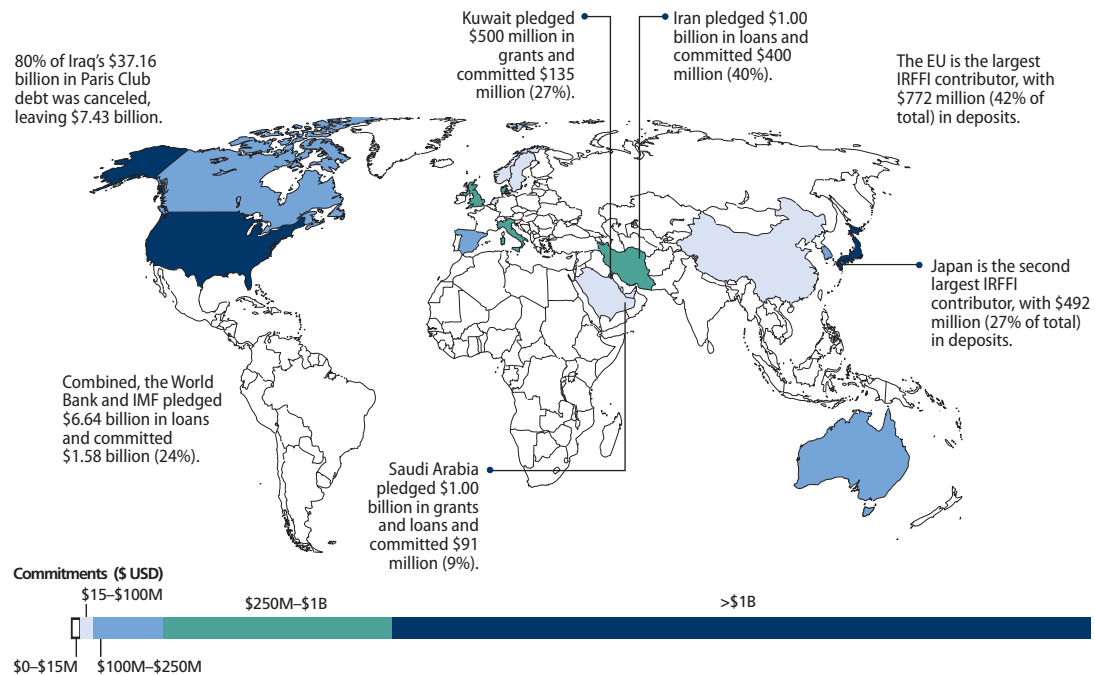 Kuwait pledged
$500 million in
grants and
committed $135
million (27%).
Iran pledged $1.00
billion in loans and
committed $400
million (40%).
80% of Iraq's $37.16
billion in Paris Club
debt was canceled,
leaving $7.43 billion.
The EU is the largest
IRFFI contributor, with
$772 million (42% of
total) in deposits.
Japan is the second
largest IRFFI
contributor, with $492
million (27% of total)
in deposits.
Combined, the World
Bank and IMF pledged
$6.64 billion in loans
and committed
$1.58 billion (24%).
Saudi Arabia
pledged $1.00
billion in grants
and loans and
committed $91
million (9%).
Commitments ($ USD)
$15–$100M
$250M–$1B
>$1B
$0–$15M
$100M–$250M